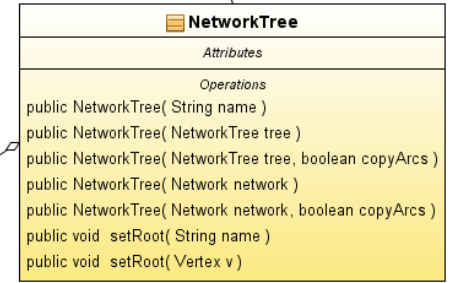 NetworkTree
Attributes
Operations
public NetworkTree( String name )
public NetworkTree( NetworkTree tree )
public NetworkTree( NetworkTree tree, boolean copyArcs )
public NetworkTree( Network network )
public NetworkTree( Network network, boolean copyArcs )
public void setRoot( String name )
public void setRoot( Vertex v )